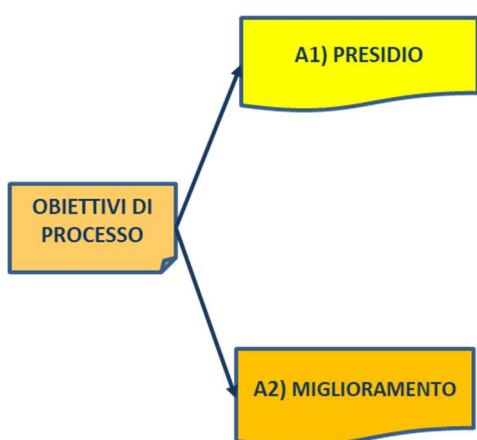 A1) PRESIDIO
OBIETTIVI DI
PROCESSO
A2) MIGLIORAMENTO